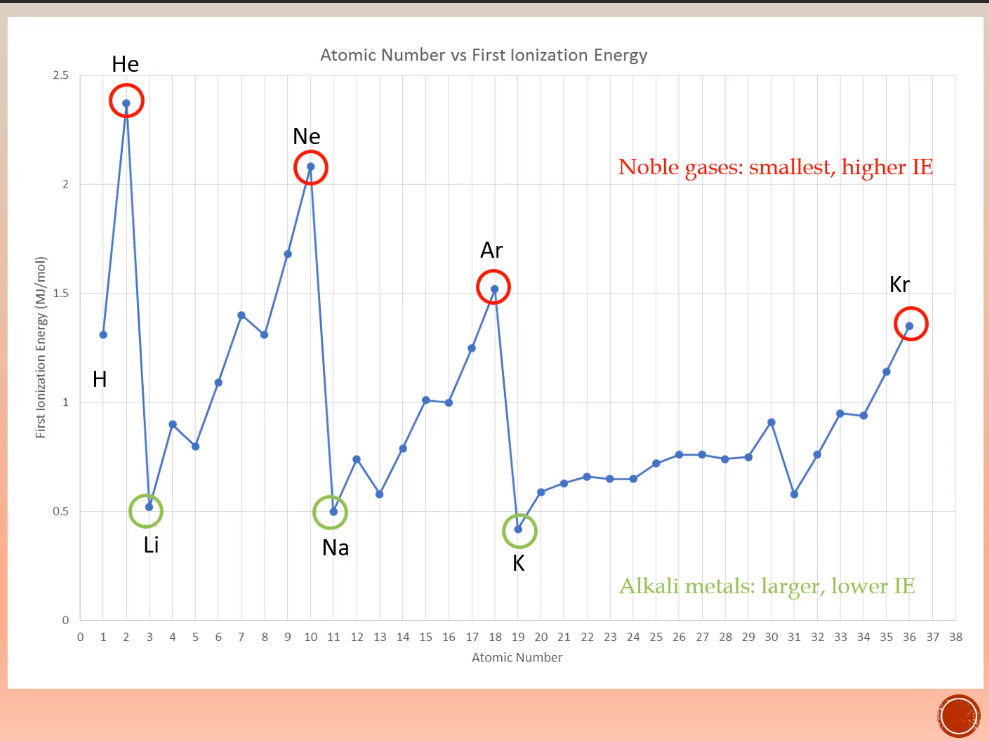 Atomic Number vs First Ionization Energy
He
2.5
Ne
Noble gases: smallest, higher IE
2
Ar
Kr
1.5
First Ionization Energy (MJ/mol)
H
1
0.5
Li
Na
K
Alkali metals: larger, lower IE
0
0 1 2 3 4 5 6 7 8 9 10 11 12 13 14 15 16 17 18 19 20 21 22 23 24 25 26 27 28 29 30 31 32 33 34 35 36 37 38
Atomic Number